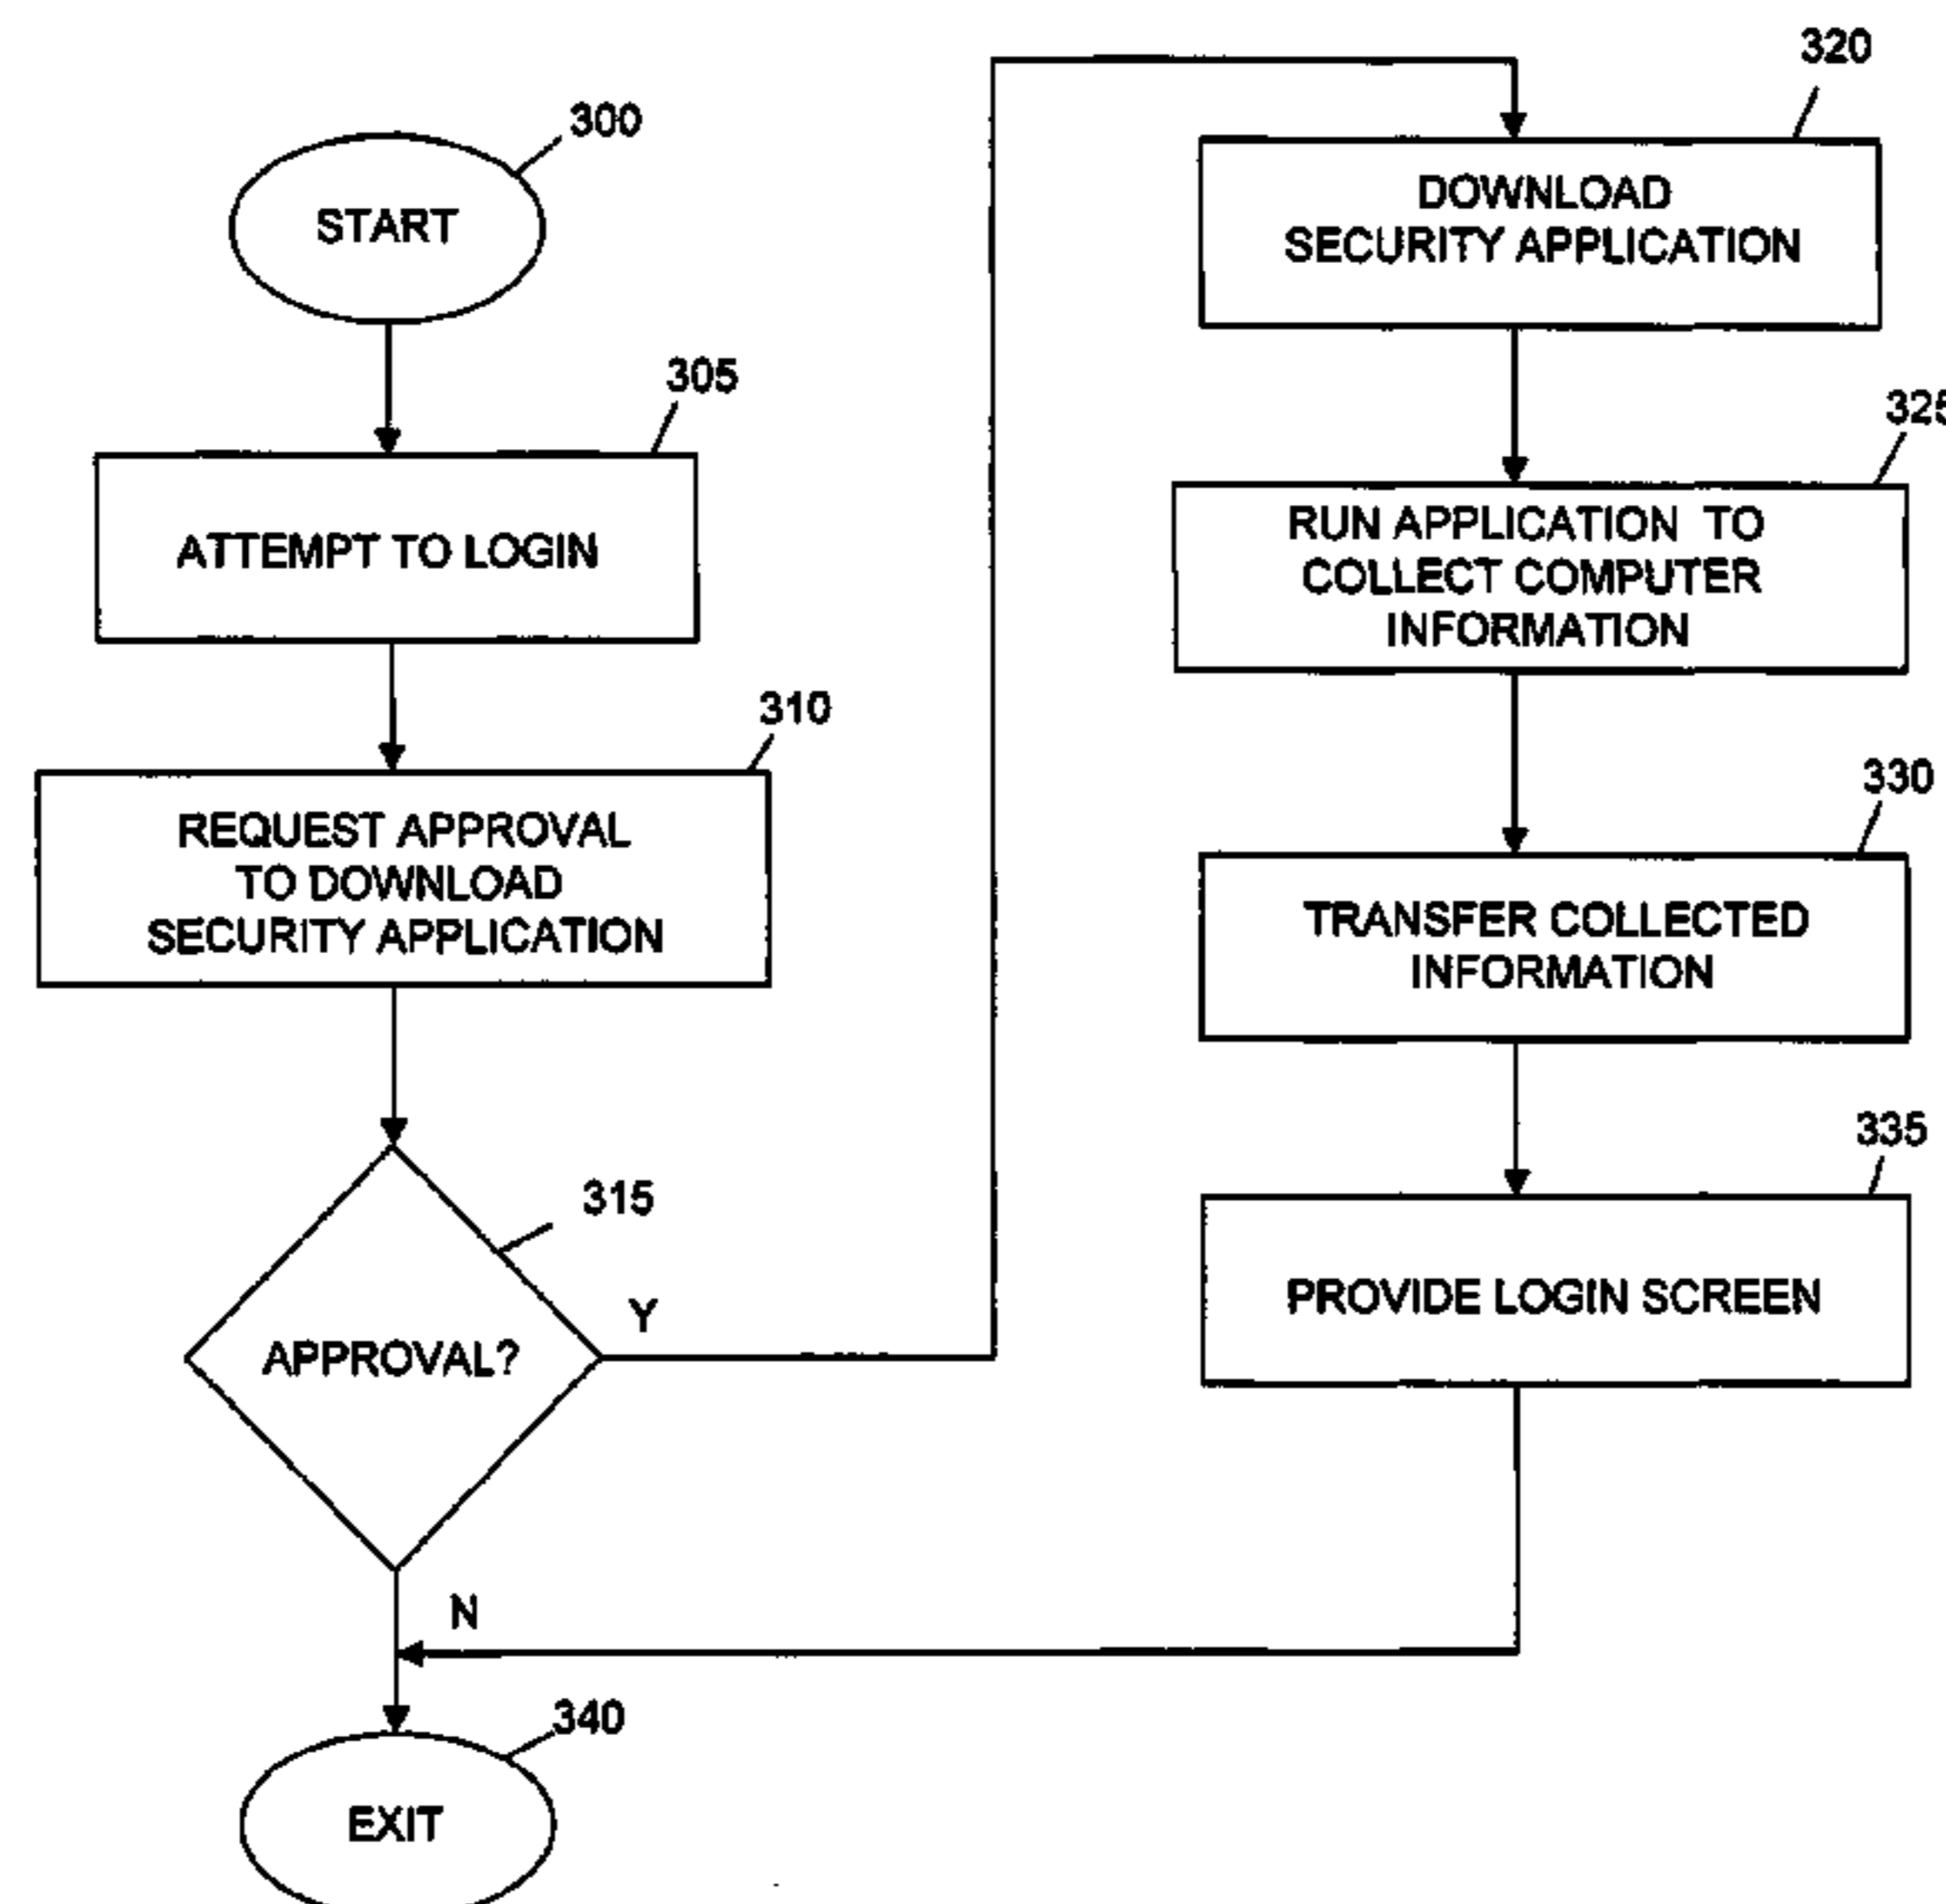 300
START
305
ATTEMPT TO LOGIN
310
REQUEST APPROVAL
TO DOWNLOAD
SECURITY APPLICATION
315
APPROVAL?
Y
N
340
EXIT
320
DOWNLOAD
SECURITY APPLICATION
325
RUN APPLICATION TO
COLLECT COMPUTER
INFORMATION
330
TRANSFER COLLECTED
INFORMATION
335
PROVIDE LOGIN SCREEN